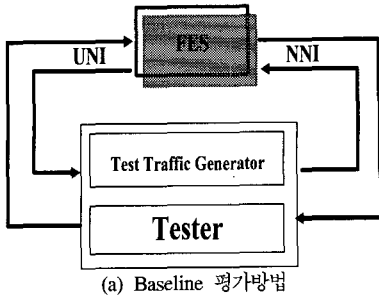 FES
UNI
NNI
Test Traffic Generator
Tester
(a) Baseline 평가방법